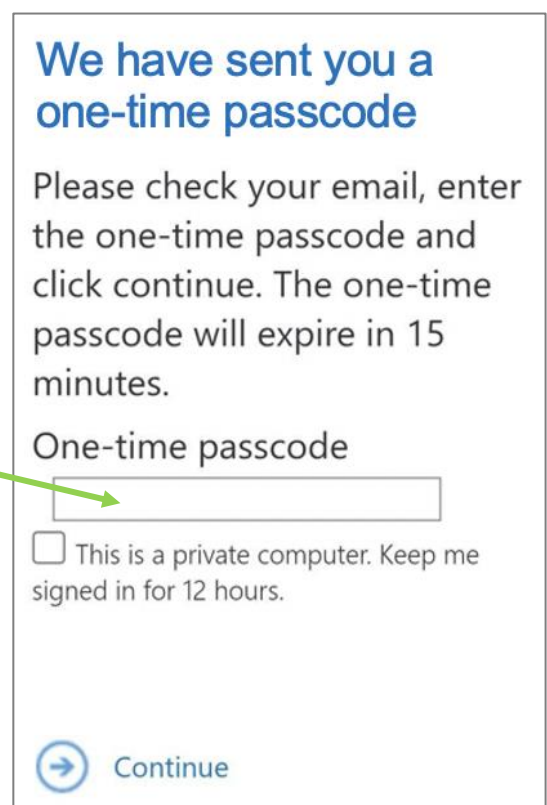 We have sent you a
one-time passcode
Please check your email, enter
the one-time passcode and
click continue. The one-time
passcode will expire in 15
minutes.
One-time passcode
This is a private computer. Keep me
signed in for 12 hours.
Continue